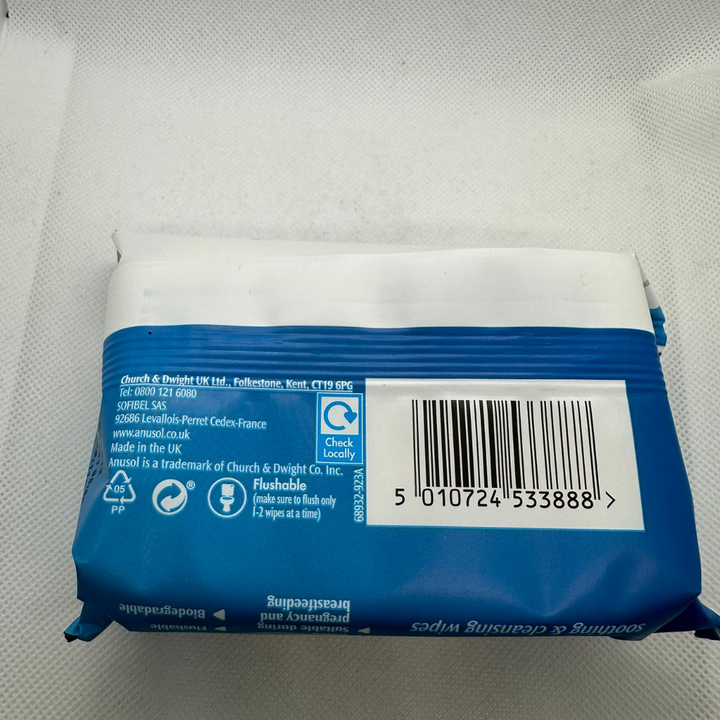 Church & Dwight UK Ltd., Folkestone, Kent, CT19 6PG
Tel: 0800 121 6080
SOFIBEL SAS
92686 Levallois-Perret Cedex-France
www.anusol.co.uk
Made in the UK
Anusol is a trademark of Church & Dwight Co. Inc.
05
PP
®
Flushable
(make sure to flush only
1-2 wipes at a time)
Check
Locally
68932-923A
5 010724 533888 >
Biodegradable
Flushable
Suitable during
pregnancy and
breastfeeding
soothing & cleansing wipes